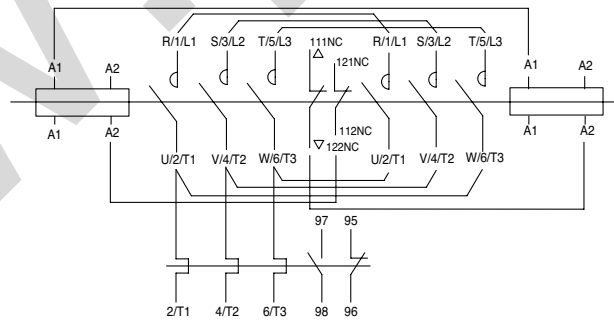 R/1/L1 S/3/L2 T/5/L3 111NC R/1/L1 S/3/L2 T/5/L3
121NC
A1 A2 A1 A2
A1 A2 A1 A2
112NC
122NC
U/2/T1 V/4/T2 W/6/T3 U/2/T1 V/4/T2 W/6/T3
97 95
2/T1 4/T2 6/T3 98 96